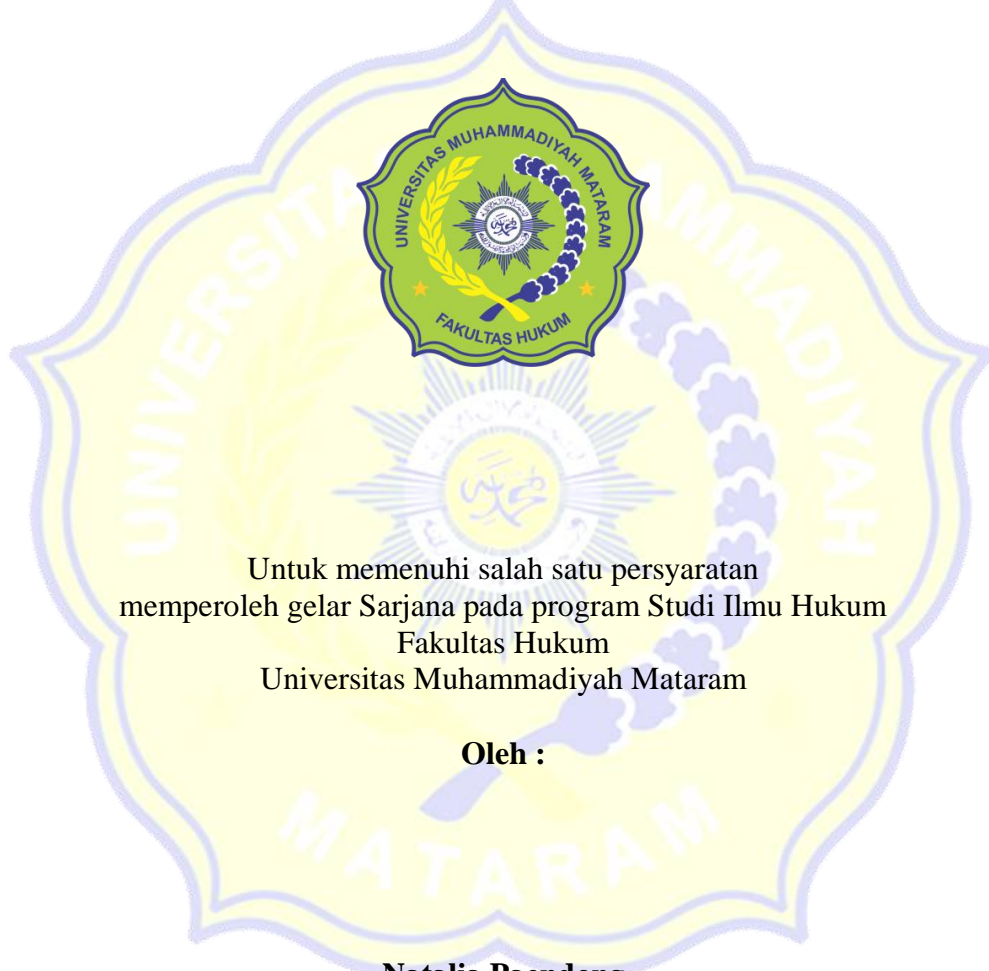 UNIVERSITAS MUHAMMADIYAH MATARAM
FAKULTAS HUKUM
Untuk memenuhi salah satu persyaratan
memperoleh gelar Sarjana pada program Studi Ilmu Hukum
Fakultas Hukum
Universitas Muhammadiyah Mataram
Oleh :